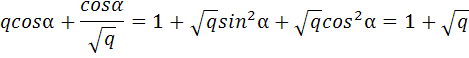 qcosα + cosα/√q = 1 + √q sin²α + √q cos²α = 1 + √q